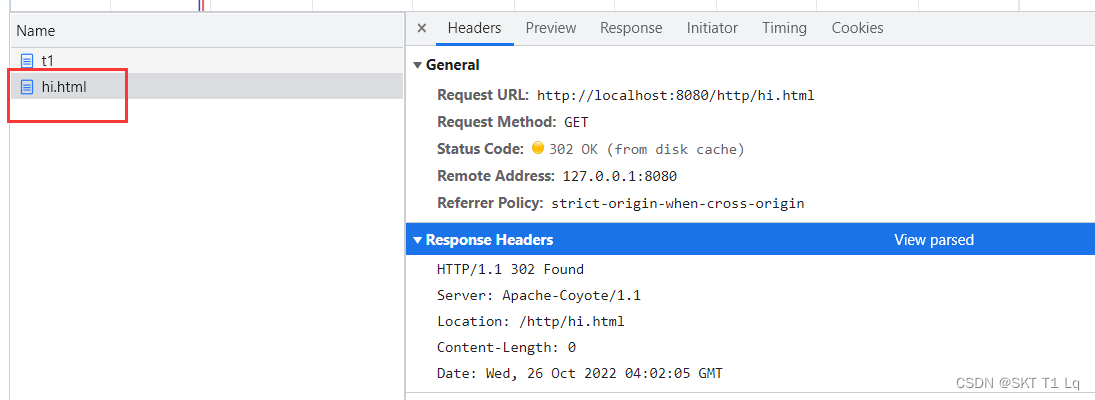 Name
t1
hi.html
× Headers Preview Response Initiator Timing Cookies
▼ General
Request URL: http://localhost:8080/http/hi.html
Request Method: GET
Status Code: 302 OK (from disk cache)
Remote Address: 127.0.0.1:8080
Referrer Policy: strict-origin-when-cross-origin
▼ Response Headers View parsed
HTTP/1.1 302 Found
Server: Apache-Coyote/1.1
Location: /http/hi.html
Content-Length: 0
Date: Wed, 26 Oct 2022 04:02:05 GMT
CSDN @SKT T1 Lq